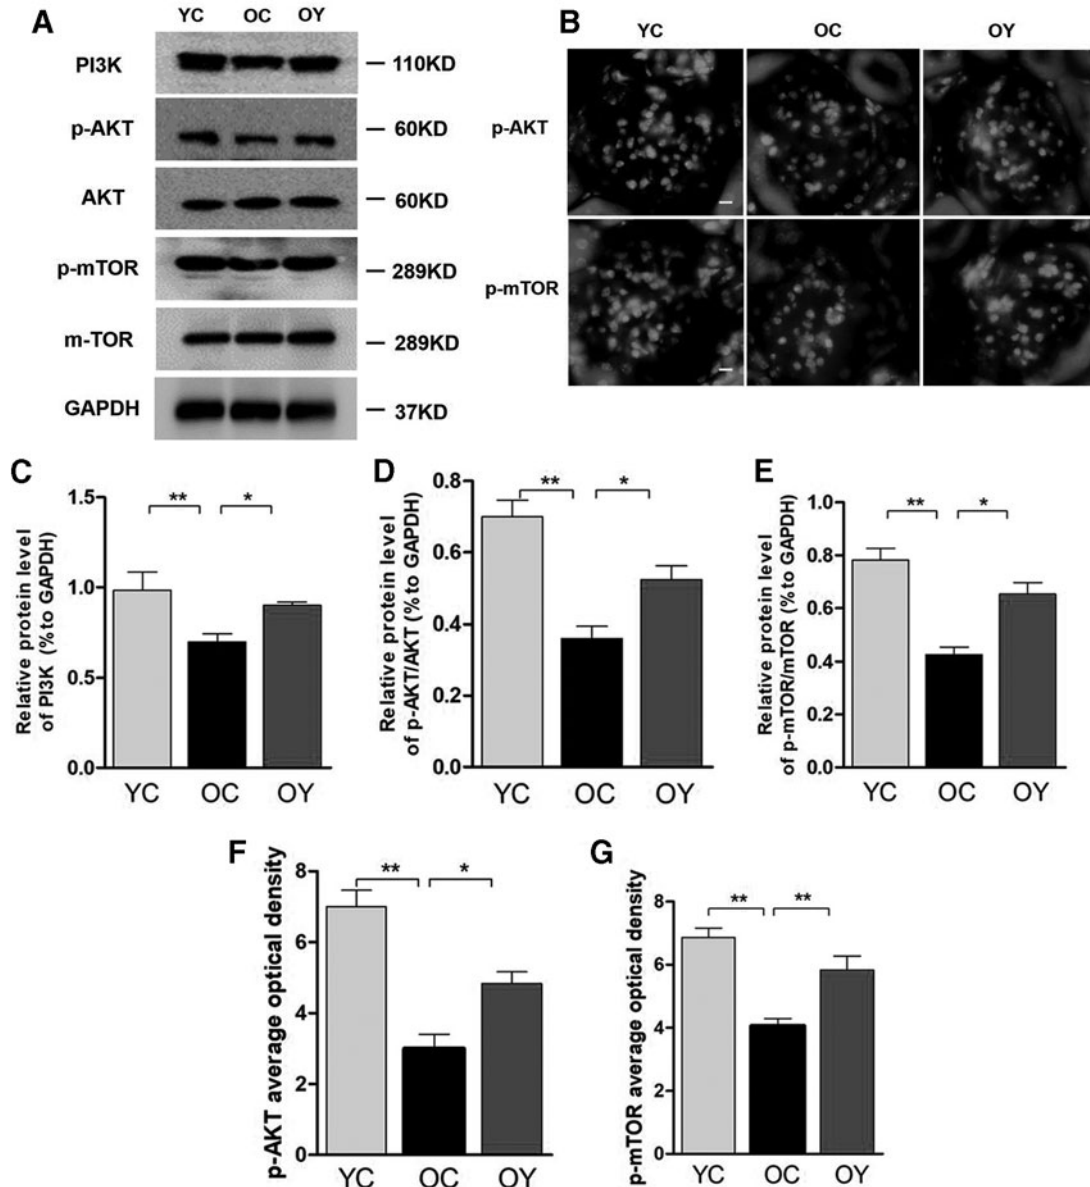 A
YC OC OY
PI3K 110KD
p-AKT 60KD
AKT 60KD
p-mTOR 289KD
m-TOR 289KD
GAPDH 37KD
B
YC OC OY
p-AKT
p-mTOR
C
Relative protein level
of PI3K (% to GAPDH)
1.5
1.0
0.5
0.0
** *
YC OC OY
D
Relative protein level
of p-AKT/AKT (% to GAPDH)
0.8
0.6
0.4
0.2
0.0
** *
YC OC OY
E
Relative protein level
of p-mTOR/mTOR (% to GAPDH)
1.0
0.8
0.6
0.4
0.2
0.0
** *
YC OC OY
F
p-AKT average optical density
8
6
4
2
0
** *
YC OC OY
G
p-mTOR average optical density
8
6
4
2
0
** **
YC OC OY